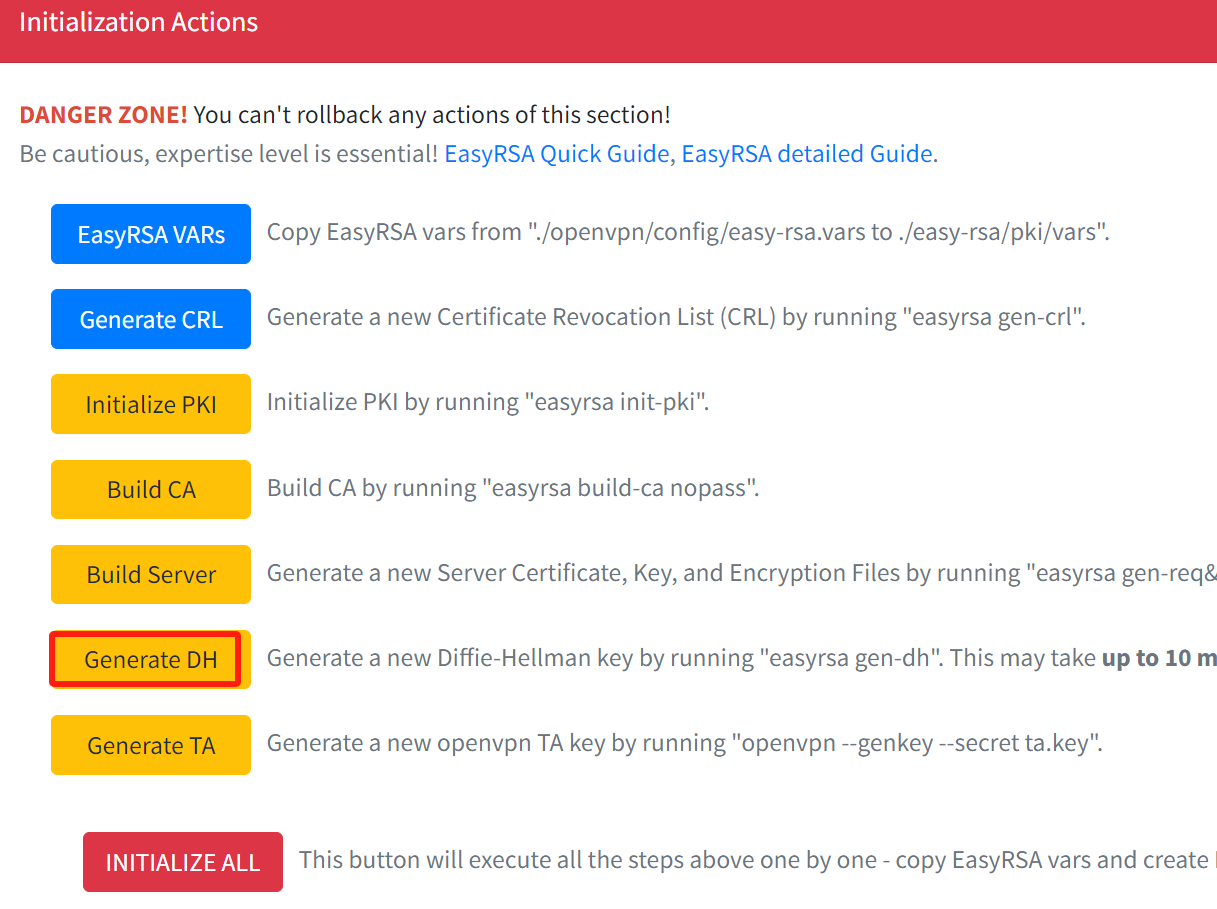 Initialization Actions
DANGER ZONE! You can't rollback any actions of this section!
Be cautious, expertise level is essential! EasyRSA Quick Guide, EasyRSA detailed Guide.
EasyRSA VARs Copy EasyRSA vars from "./openvpn/config/easy-rsa.vars to ./easy-rsa/pki/vars".
Generate CRL Generate a new Certificate Revocation List (CRL) by running "easyrsa gen-crl".
Initialize PKI Initialize PKI by running "easyrsa init-pki".
Build CA Build CA by running "easyrsa build-ca nopass".
Build Server Generate a new Server Certificate, Key, and Encryption Files by running "easyrsa gen-req&
Generate DH Generate a new Diffie-Hellman key by running "easyrsa gen-dh". This may take up to 10
Generate TA Generate a new openvpn TA key by running "openvpn --genkey --secret ta.key".
INITIALIZE ALL This button will execute all the steps above one by one - copy EasyRSA vars and create